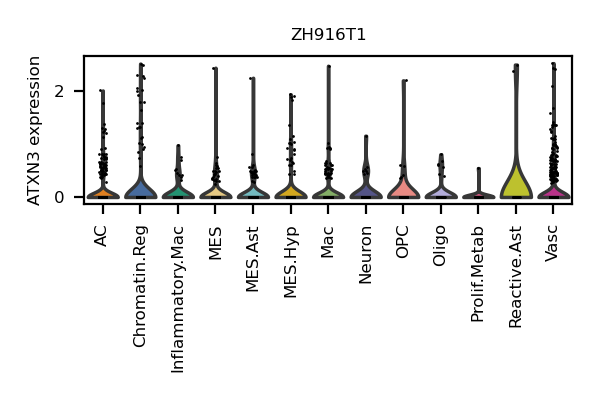 ZH916T1
ATXN3 expression
2
0
AC
Chromatin.Reg
Inflammatory.Mac
MES
MES.Ast
MES.Hyp
Mac
Neuron
OPC
Oligo
Prolif.Metab
Reactive.Ast
Vasc